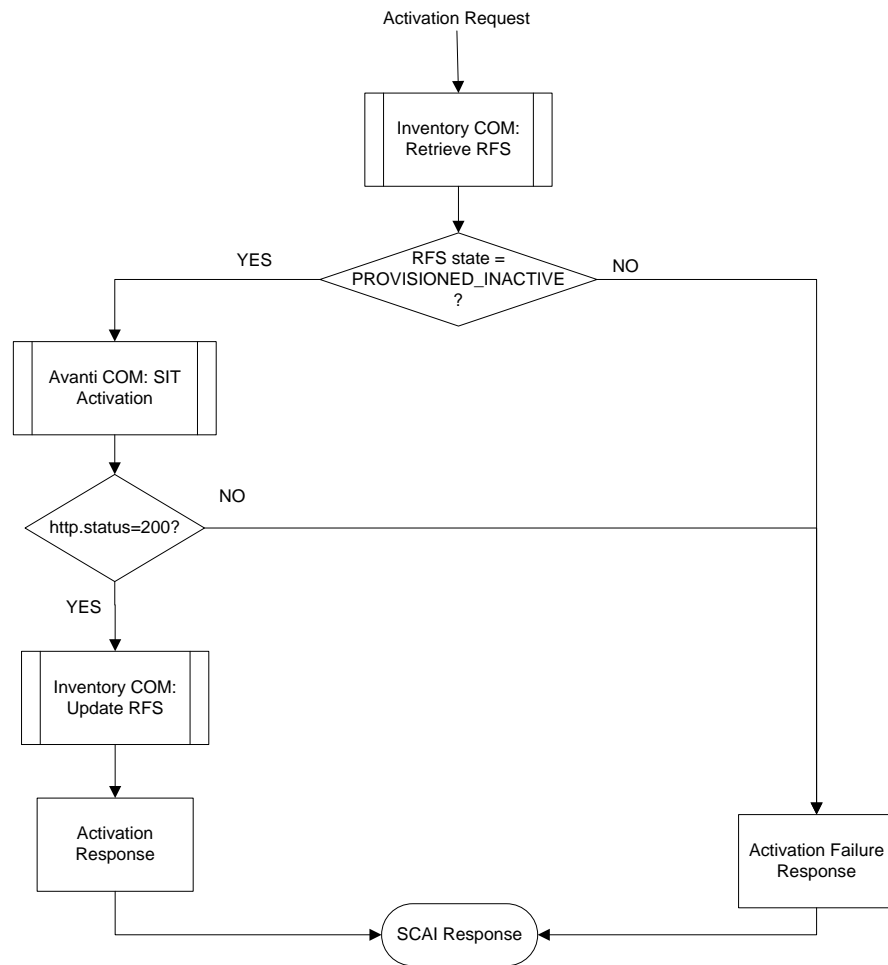 Activation Request
Inventory COM:
Retrieve RFS
RFS state =
PROVISIONED_INACTIVE
?
YES
NO
Avanti COM: SIT
Activation
http.status=200?
NO
YES
Inventory COM:
Update RFS
Activation
Response
Activation Failure
Response
SCAI Response